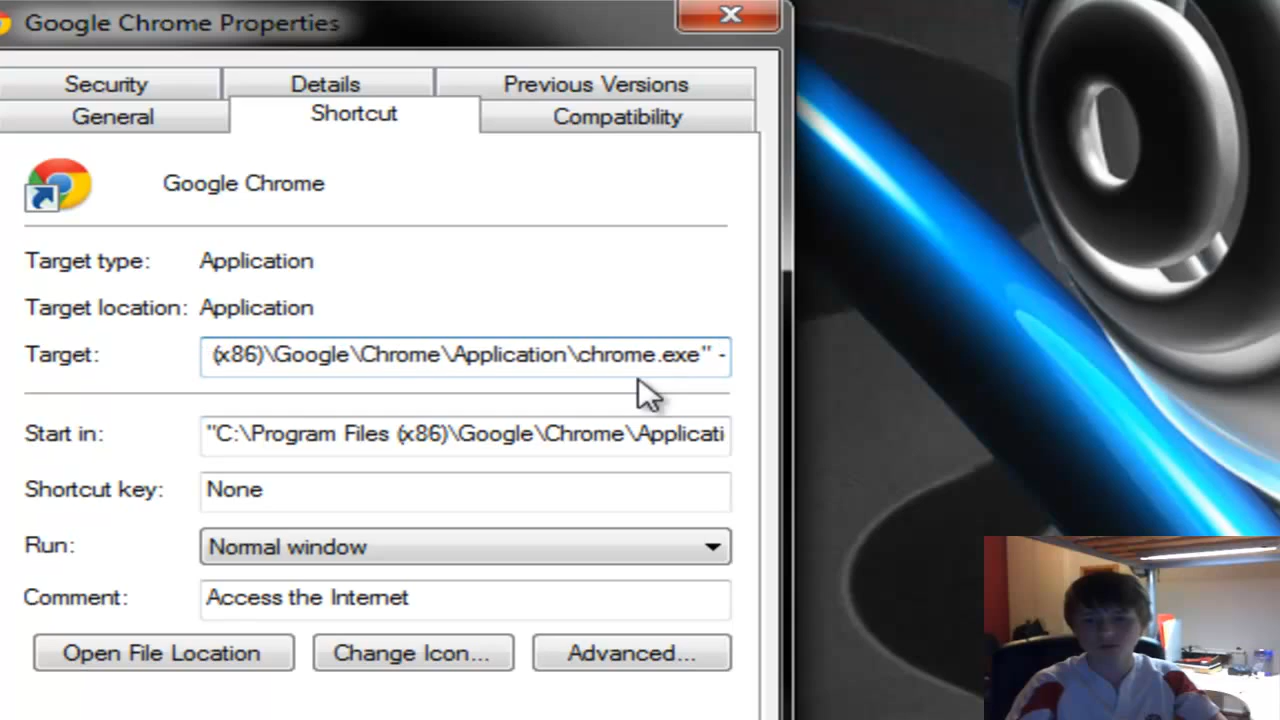 Google Chrome Properties
Security Details Previous Versions
General Shortcut Compatibility
Google Chrome
Target type: Application
Target location: Application
Target: (x86)\Google\Chrome\Application\chrome.exe" -
Start in: "C:\Program Files (x86)\Google\Chrome\Applicati
Shortcut key: None
Run: Normal window
Comment: Access the Internet
Open File Location Change Icon... Advanced...